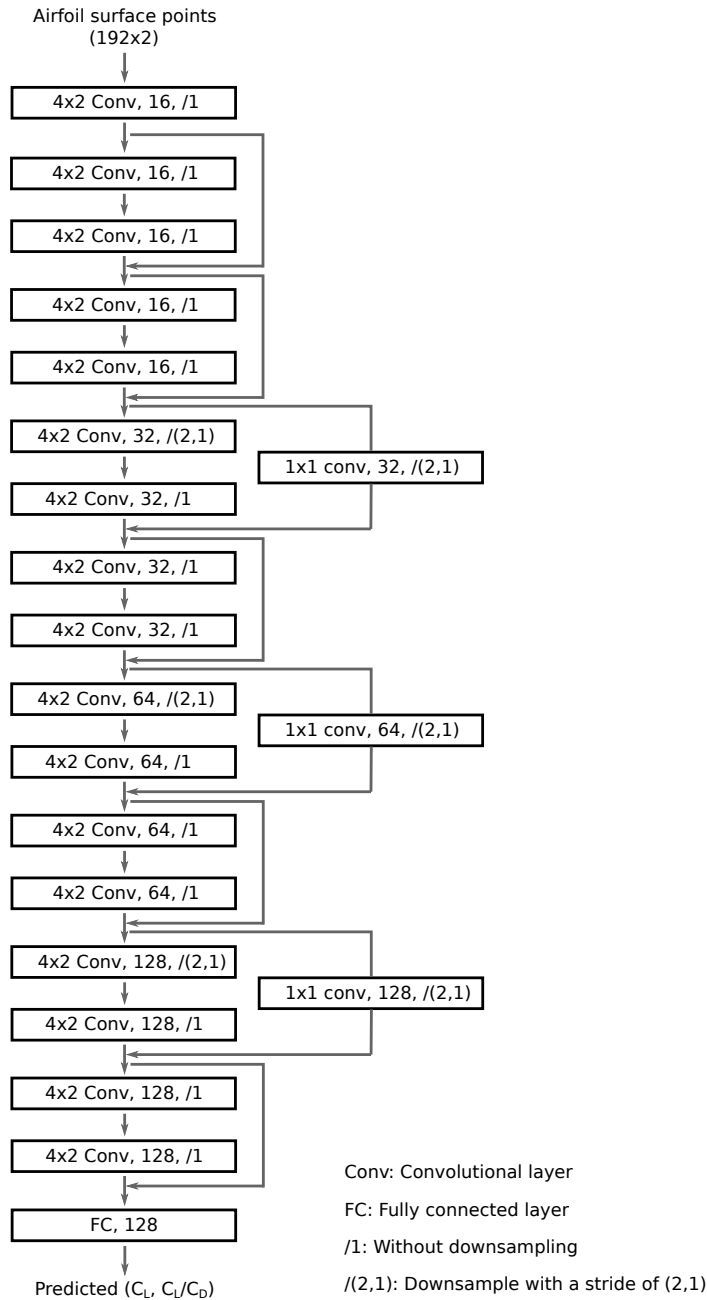 Airfoil surface points
(192x2)
4x2 Conv, 16, /1
4x2 Conv, 16, /1
4x2 Conv, 16, /1
4x2 Conv, 16, /1
4x2 Conv, 16, /1
4x2 Conv, 32, /(2,1)
1x1 conv, 32, /(2,1)
4x2 Conv, 32, /1
4x2 Conv, 32, /1
4x2 Conv, 32, /1
4x2 Conv, 64, /(2,1)
1x1 conv, 64, /(2,1)
4x2 Conv, 64, /1
4x2 Conv, 64, /1
4x2 Conv, 64, /1
4x2 Conv, 128, /(2,1)
1x1 conv, 128, /(2,1)
4x2 Conv, 128, /1
4x2 Conv, 128, /1
4x2 Conv, 128, /1
FC, 128
Predicted (C_L, C_L/C_D)
Conv: Convolutional layer
FC: Fully connected layer
/1: Without downsampling
/(2,1): Downsample with a stride of (2,1)